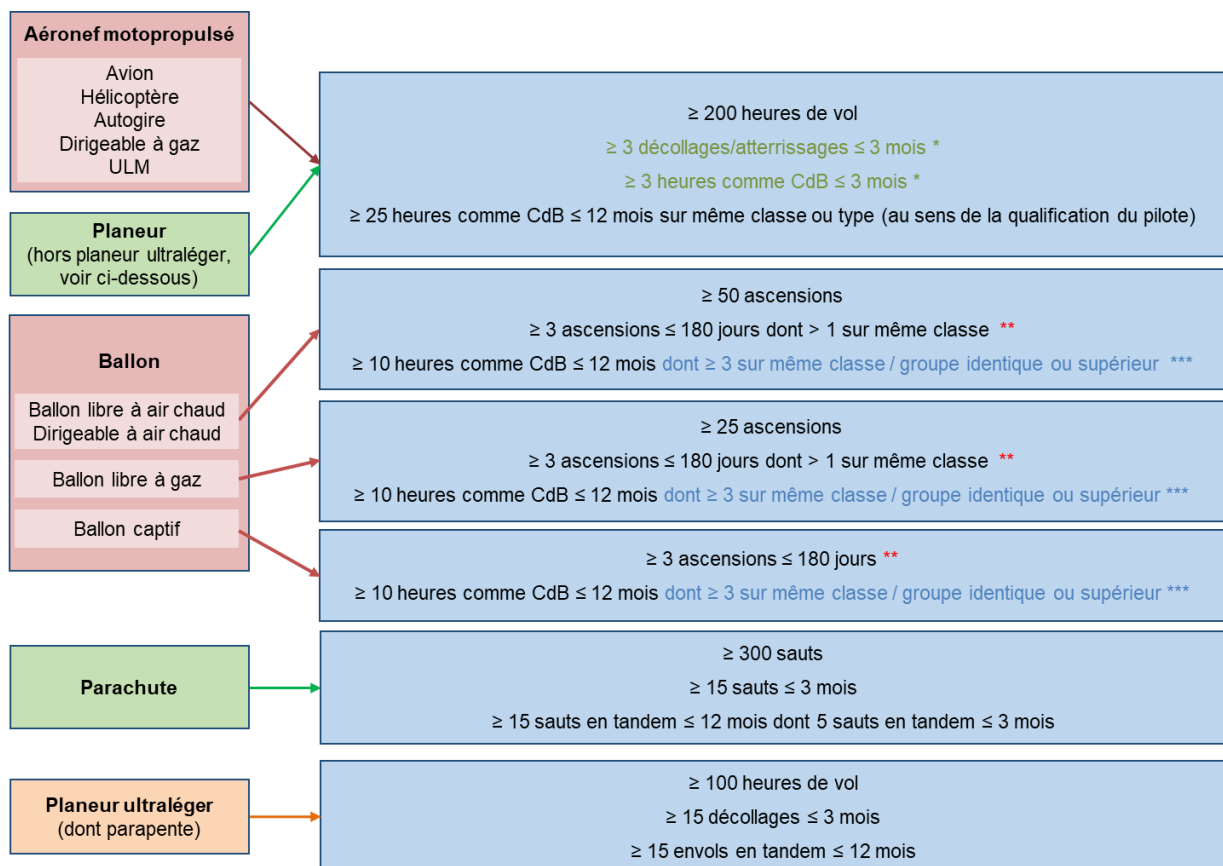 Aéronef motopropulsé
Avion
Hélicoptère
Autogire
Dirigeable à gaz
ULM
≥ 200 heures de vol
≥ 3 décollages/atterrissages ≤ 3 mois *
≥ 3 heures comme CdB ≤ 3 mois *
≥ 25 heures comme CdB ≤ 12 mois sur même classe ou type (au sens de la qualification du pilote)
Planeur
(hors planeur ultraléger,
voir ci-dessous)
Ballon
Ballon libre à air chaud
Dirigeable à air chaud
≥ 50 ascensions
≥ 3 ascensions ≤ 180 jours dont > 1 sur même classe **
≥ 10 heures comme CdB ≤ 12 mois dont ≥ 3 sur même classe / groupe identique ou supérieur ***
Ballon libre à gaz
≥ 25 ascensions
≥ 3 ascensions ≤ 180 jours dont > 1 sur même classe **
≥ 10 heures comme CdB ≤ 12 mois dont ≥ 3 sur même classe / groupe identique ou supérieur ***
Ballon captif
≥ 3 ascensions ≤ 180 jours **
≥ 10 heures comme CdB ≤ 12 mois dont ≥ 3 sur même classe / groupe identique ou supérieur ***
Parachute
≥ 300 sauts
≥ 15 sauts ≤ 3 mois
≥ 15 sauts en tandem ≤ 12 mois dont 5 sauts en tandem ≤ 3 mois
Planeur ultraléger
(dont parapente)
≥ 100 heures de vol
≥ 15 décollages ≤ 3 mois
≥ 15 envols en tandem ≤ 12 mois